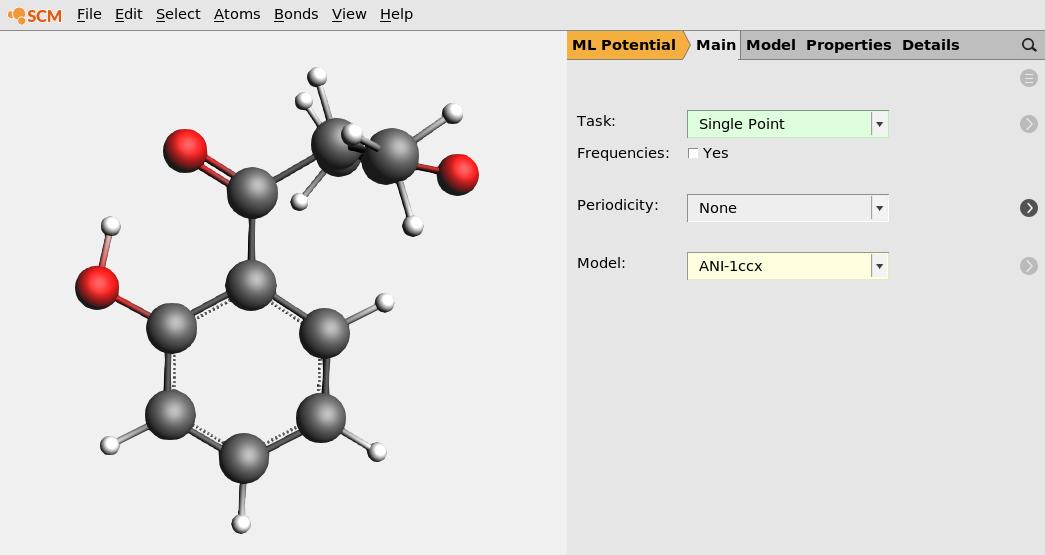 SCM File Edit Select Atoms Bonds View Help
ML Potential Main Model Properties Details
Task: Single Point
Frequencies: Yes
Periodicity: None
Model: ANI-1ccx